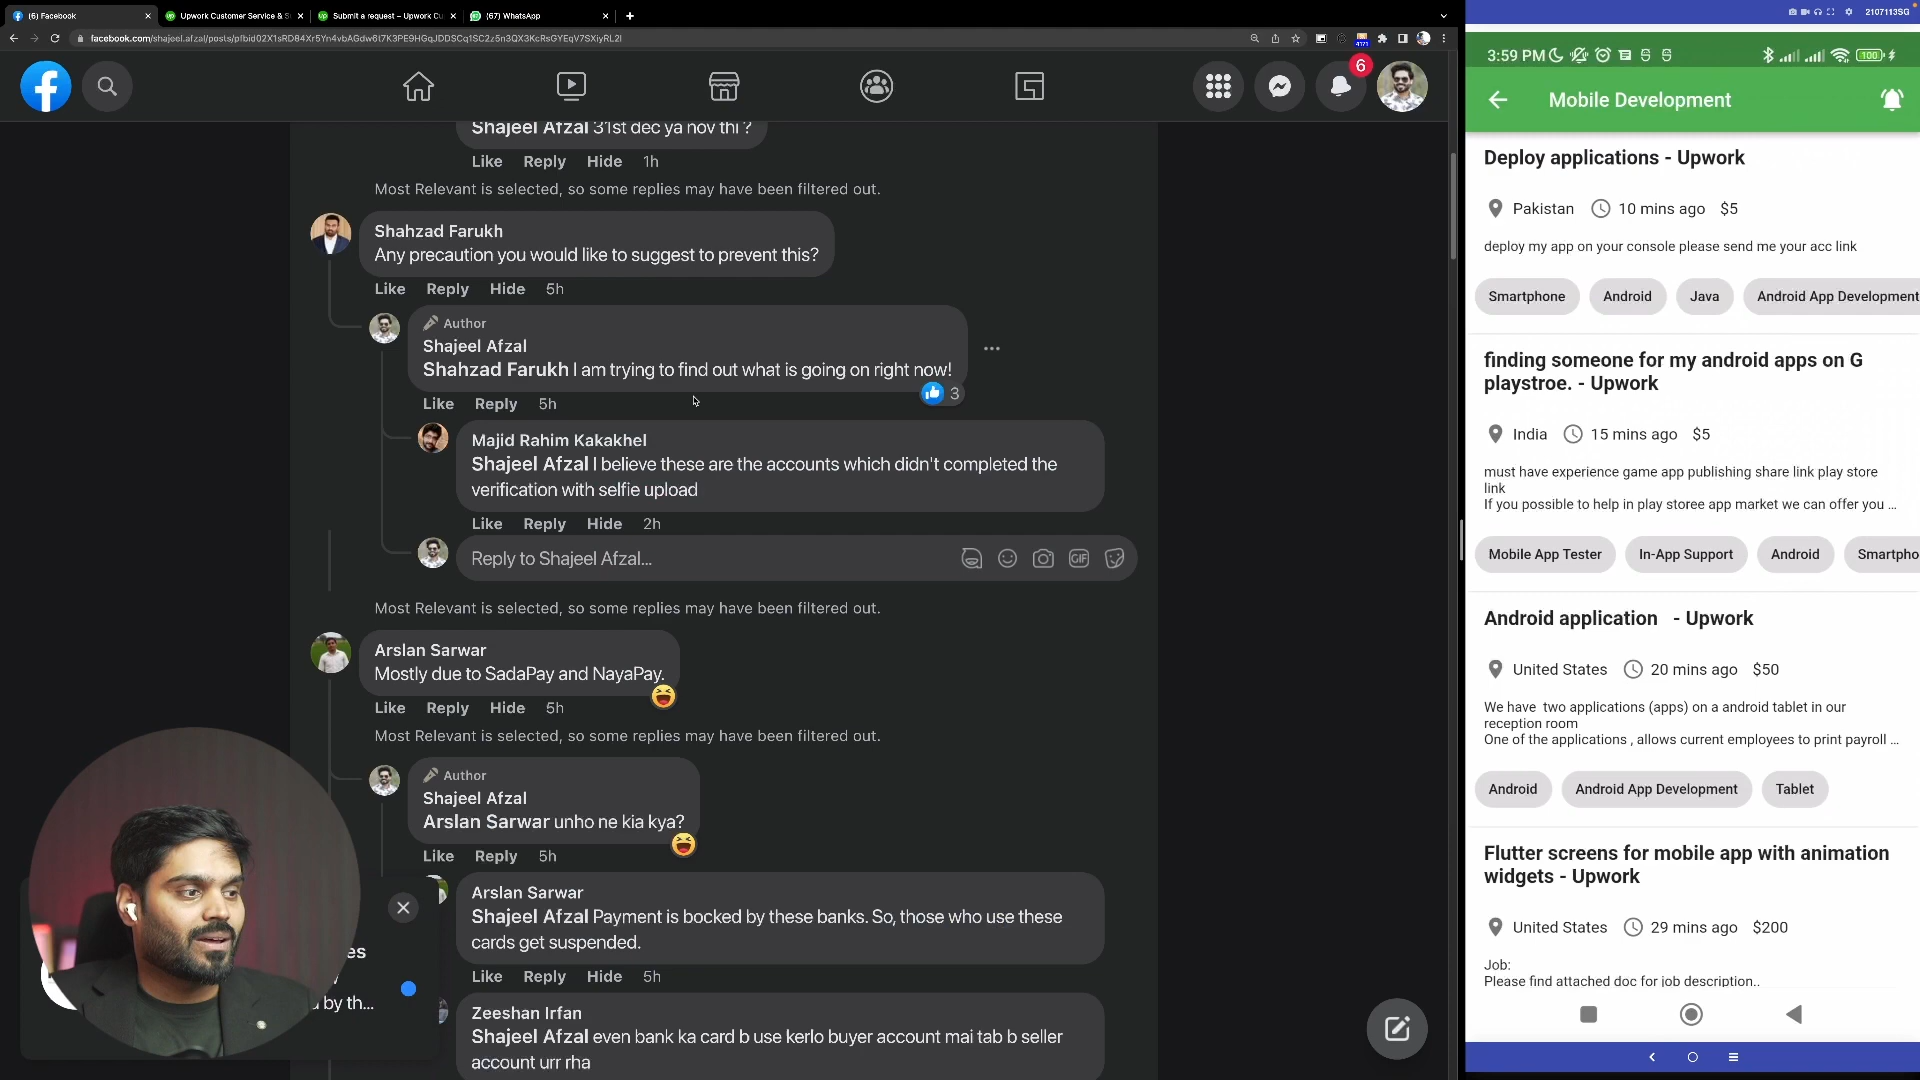 (6) Facebook
Upwork Customer Service & S
Submit a request – Upwork Cu
(67) WhatsApp
4171
6
Shajeel Afzal 31st dec ya nov thi ?
Like Reply Hide 1h
Most Relevant is selected, so some replies may have been filtered out.
Shahzad Farukh
Any precaution you would like to suggest to prevent this?
Like Reply Hide 5h
Author
Shajeel Afzal
Shahzad Farukh I am trying to find out what is going on right now!
3
Like Reply 5h
Majid Rahim Kakakhel
Shajeel Afzal I believe these are the accounts which didn't completed the
verification with selfie upload
Like Reply Hide 2h
Reply to Shajeel Afzal...
GIF
Most Relevant is selected, so some replies may have been filtered out.
Arslan Sarwar
Mostly due to SadaPay and NayaPay.
Like Reply Hide 5h
Most Relevant is selected, so some replies may have been filtered out.
Author
Shajeel Afzal
Arslan Sarwar unho ne kia kya?
Like Reply 5h
Arslan Sarwar
Shajeel Afzal Payment is bocked by these banks. So, those who use these
cards get suspended.
Like Reply Hide 5h
Zeeshan Irfan
Shajeel Afzal even bank ka card b use kerlo buyer account mai tab b seller
account urr rha
by th...
2107113SG
3:59 PM
100
Mobile Development
Deploy applications - Upwork
Pakistan 10 mins ago $5
deploy my app on your console please send me your acc link
Smartphone Android Java Android App Development
finding someone for my android apps on G
playstroe. - Upwork
India 15 mins ago $5
must have experience game app publishing share link play store
link
If you possible to help in play storee app market we can offer you ...
Mobile App Tester In-App Support Android Smartpho
Android application - Upwork
United States 20 mins ago $50
We have two applications (apps) on a android tablet in our
reception room
One of the applications , allows current employees to print payroll ...
Android Android App Development Tablet
Flutter screens for mobile app with animation
widgets - Upwork
United States 29 mins ago $200
Job:
Please find attached doc for job description..